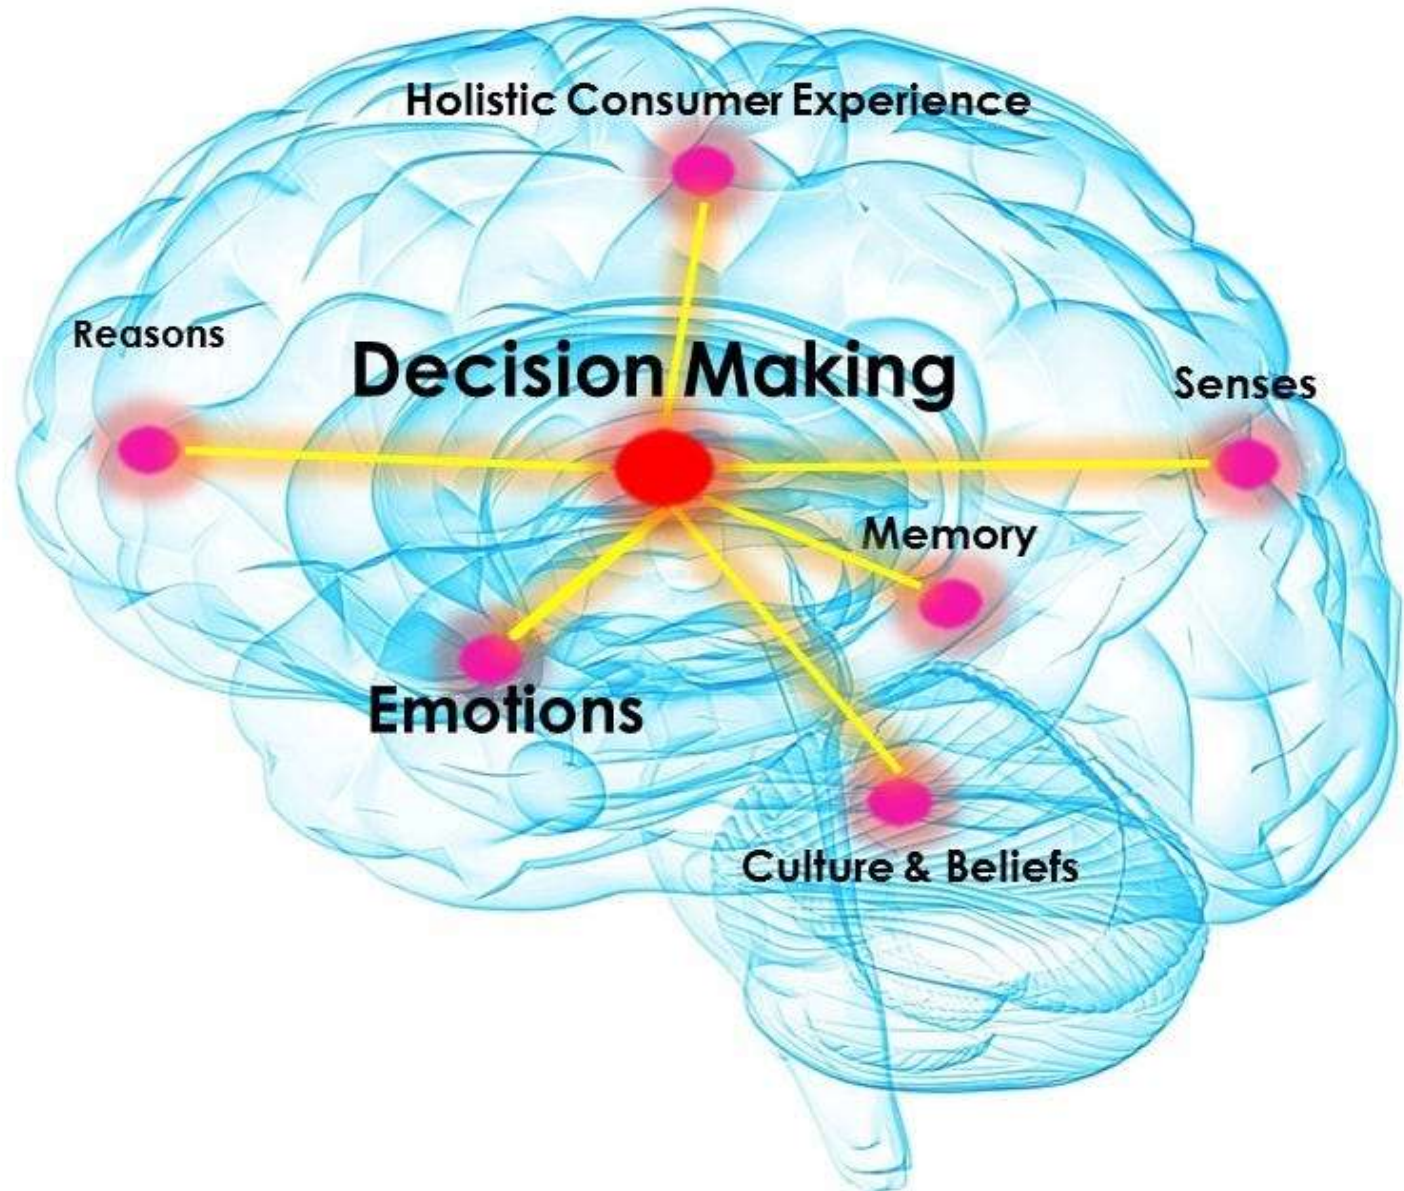 Holistic Consumer Experience
Reasons
Decision Making
Senses
Memory
Emotions
Culture & Beliefs